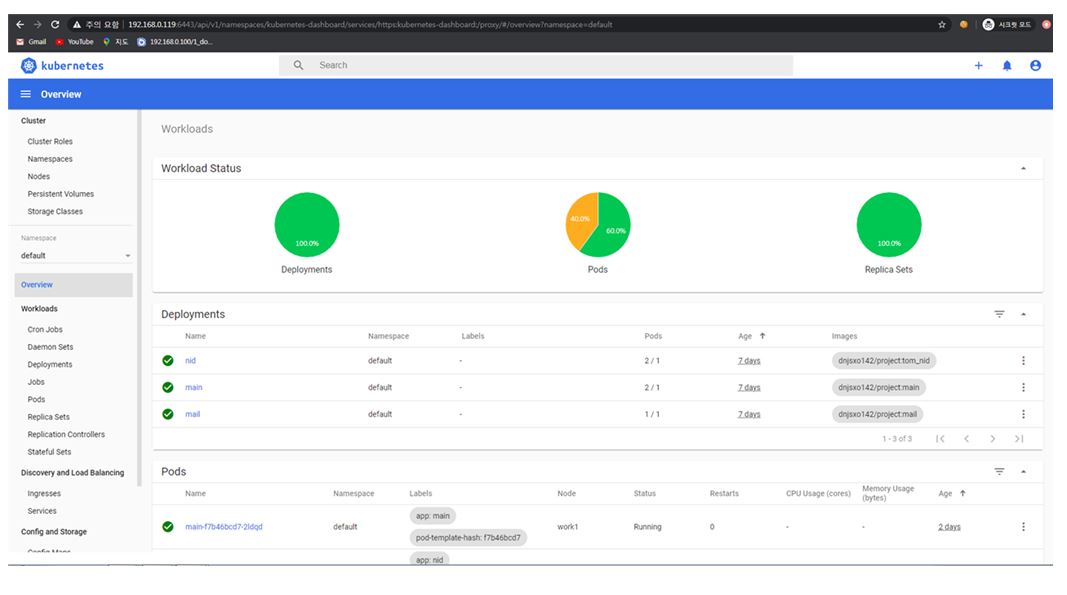 주의 요함 192.168.0.119:6443/api/v1/namespaces/kubernetes-dashboard/services/https:kubernetes-dashboard:/proxy/#/overview?namespace=default 시크릿 모드
Gmail YouTube 지도 192.168.0.100/1_do...
kubernetes Search
Overview
Cluster
Cluster Roles
Namespaces
Nodes
Persistent Volumes
Storage Classes
Namespace
default
Overview
Workloads
Cron Jobs
Daemon Sets
Deployments
Jobs
Pods
Replica Sets
Replication Controllers
Stateful Sets
Discovery and Load Balancing
Ingresses
Services
Config and Storage
Config Maps
Workloads
Workload Status
100.0% 40.0% 60.0% 100.0%
Deployments Pods Replica Sets
Deployments
Name Namespace Labels Pods Age Images
nid default - 2 / 1 7 days dnjsxo142/project:tom_nid
main default - 2 / 1 7 days dnjsxo142/project:main
mail default - 1 / 1 7 days dnjsxo142/project:mail
1 - 3 of 3
Pods
Name Namespace Labels Node Status Restarts CPU Usage (cores) Memory Usage (bytes) Age
app: main
main-f7b46bcd7-2ldqd default work1 Running 0 - - 2 days
pod-template-hash: f7b46bcd7
app: nid